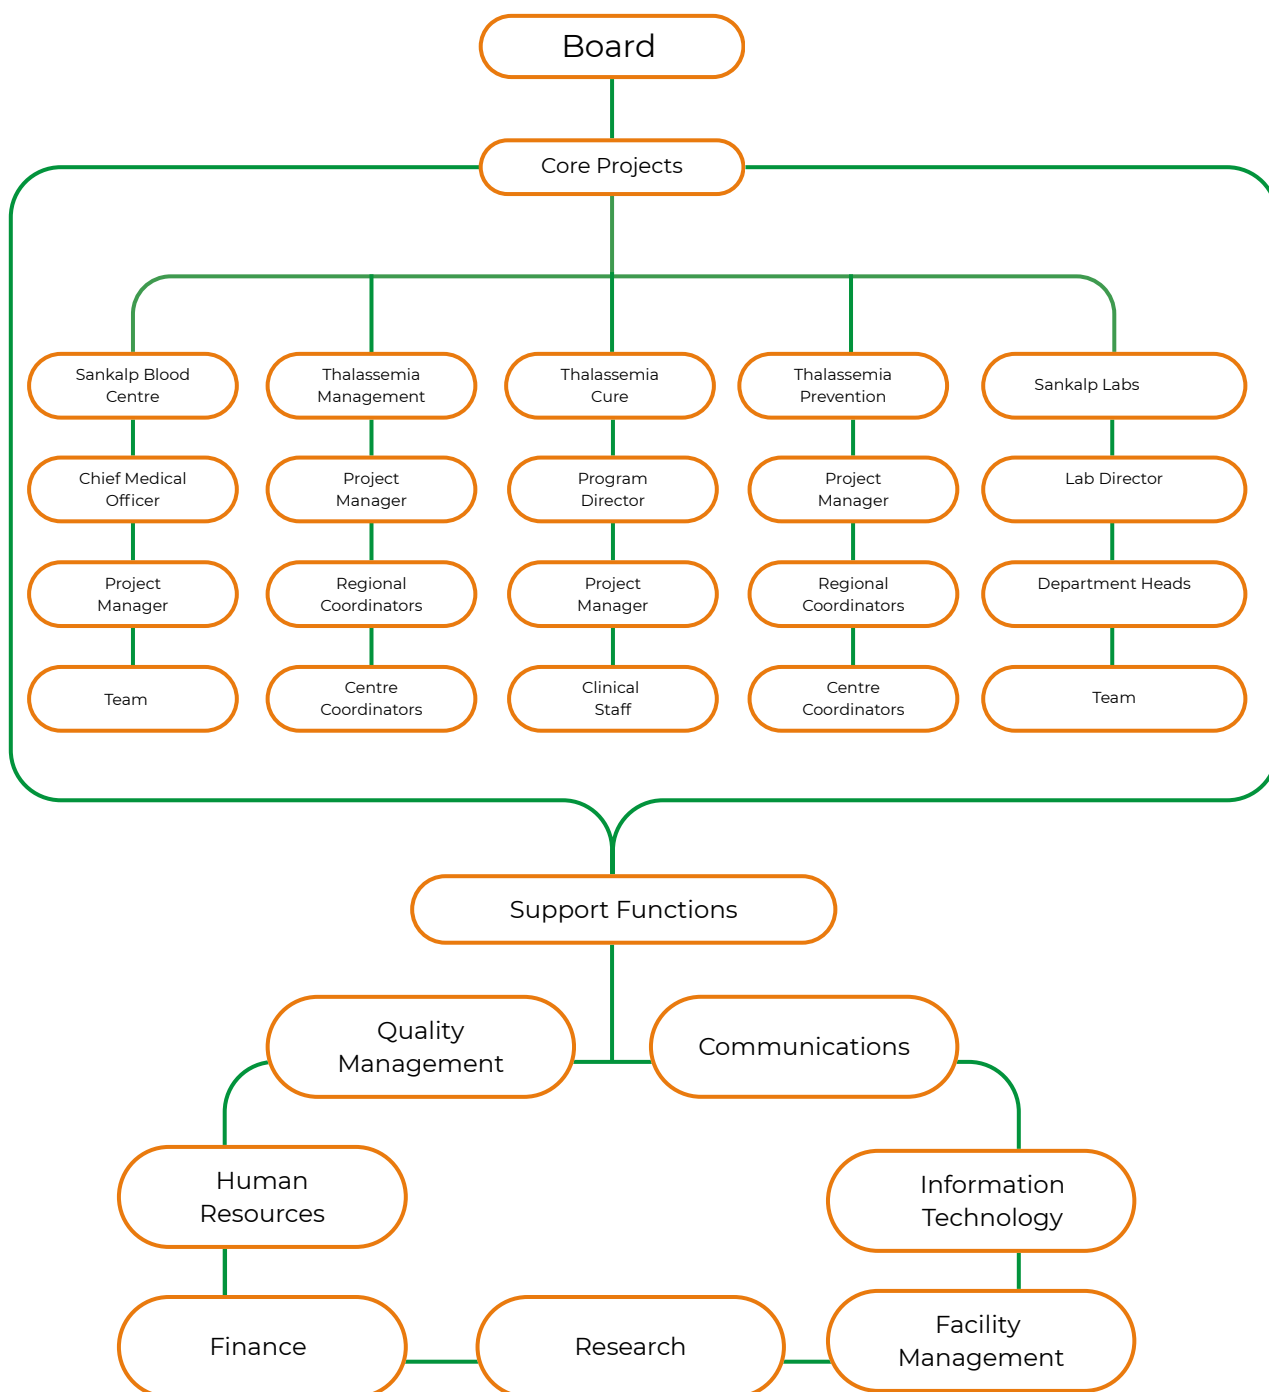 Board
Core Projects
Sankalp Blood
Centre
Thalassemia
Management
Thalassemia
Cure
Thalassemia
Prevention
Sankalp Labs
Chief Medical
Officer
Project
Manager
Program
Director
Project
Manager
Lab Director
Project
Manager
Regional
Coordinators
Project
Manager
Regional
Coordinators
Department Heads
Team
Centre
Coordinators
Clinical
Staff
Centre
Coordinators
Team
Support Functions
Quality
Management
Communications
Human
Resources
Information
Technology
Finance
Research
Facility
Management